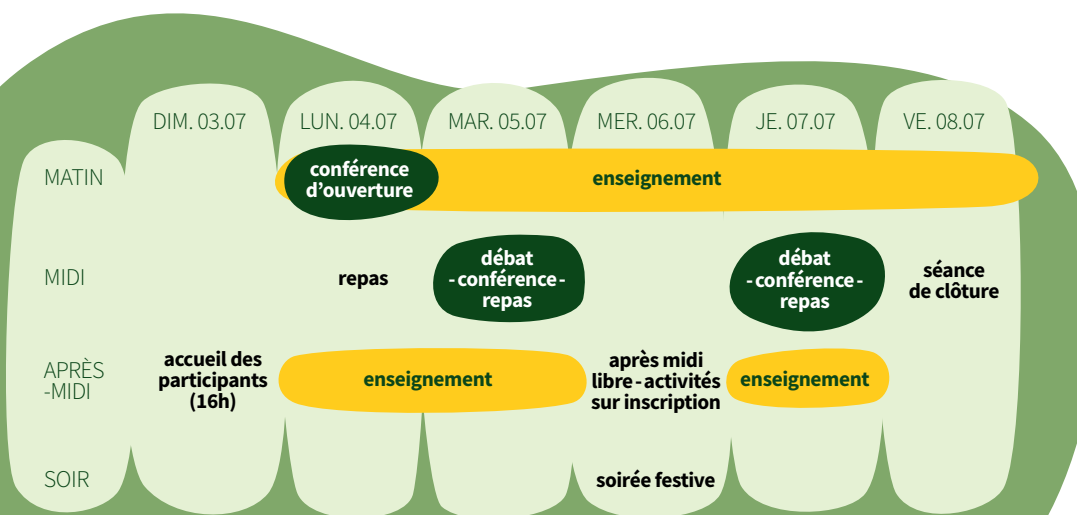 DIM. 03.07 LUN. 04.07 MAR. 05.07 MER. 06.07 JE. 07.07 VE. 08.07
MATIN
conférence
d'ouverture
enseignement
MIDI
repas
débat
-conférence-
repas
débat
-conférence-
repas
séance
de clôture
APRÈS
-MIDI
accueil des
participants
(16h)
enseignement
après midi
libre-activités
sur inscription
enseignement
SOIR
soirée festive